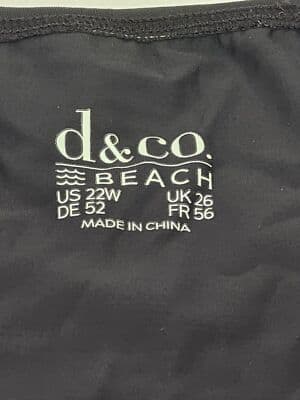 d&co.
BEACH
US 22W UK 26
DE 52 FR 56
MADE IN CHINA